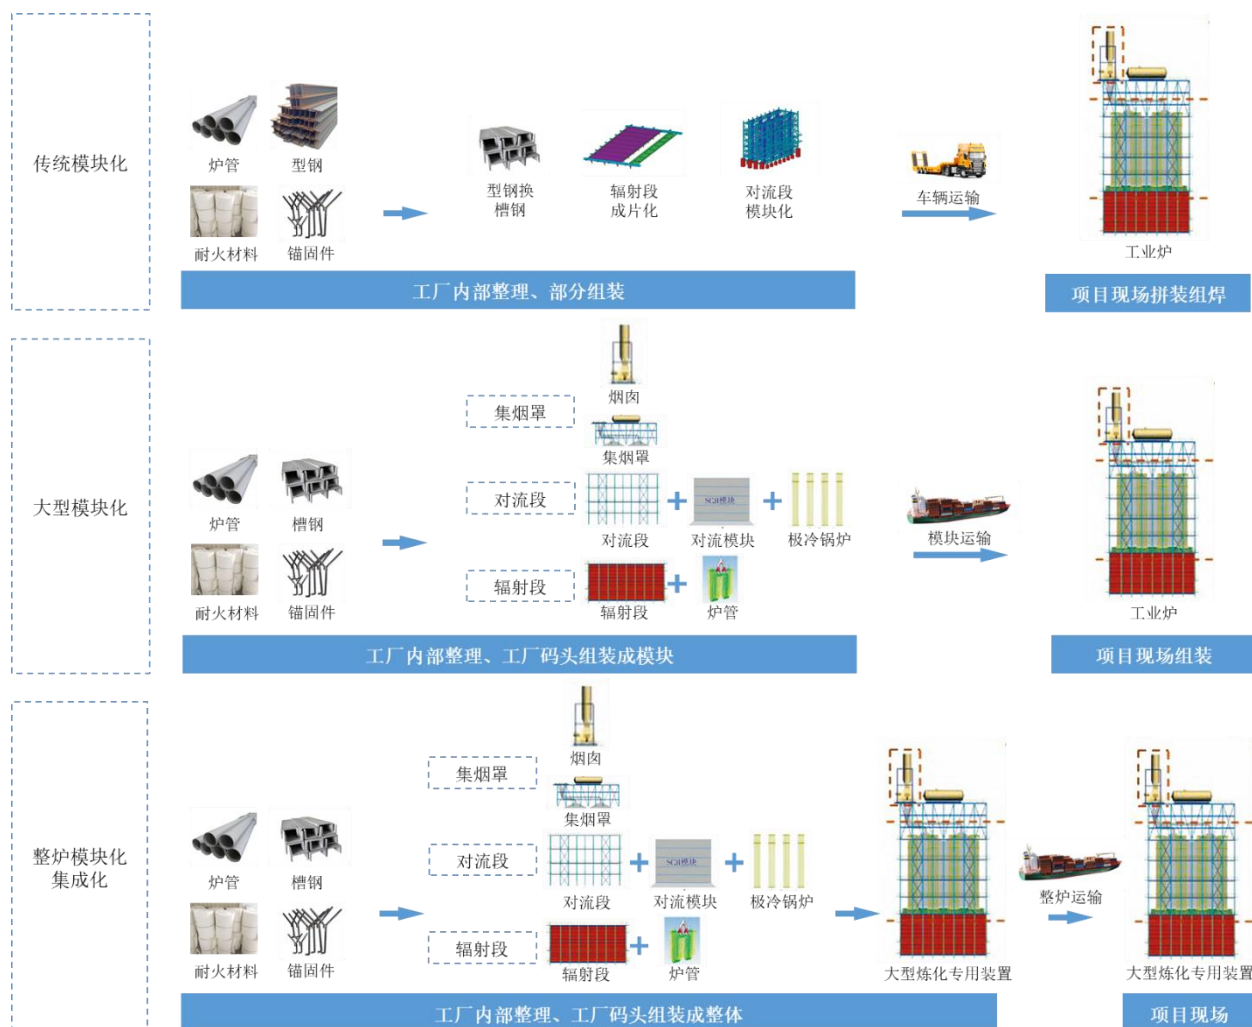 传统模块化
炉管
型钢
耐火材料
锚固件
型钢换
槽钢
辐射段
成片化
对流段
模块化
车辆运输
工业炉
工厂内部整理、部分组装
项目现场拼装组焊
大型模块化
炉管
槽钢
耐火材料
锚固件
烟囱
集烟罩
集烟罩
对流段
SCR模块
对流段
对流模块
极冷锅炉
辐射段
辐射段
炉管
模块运输
工业炉
工厂内部整理、工厂码头组装成模块
项目现场组装
整炉模块化
集成化
炉管
槽钢
耐火材料
锚固件
烟囱
集烟罩
集烟罩
对流段
SCR模块
对流段
对流模块
极冷锅炉
辐射段
辐射段
炉管
大型炼化专用装置
整炉运输
大型炼化专用装置
工厂内部整理、工厂码头组装成整体
项目现场